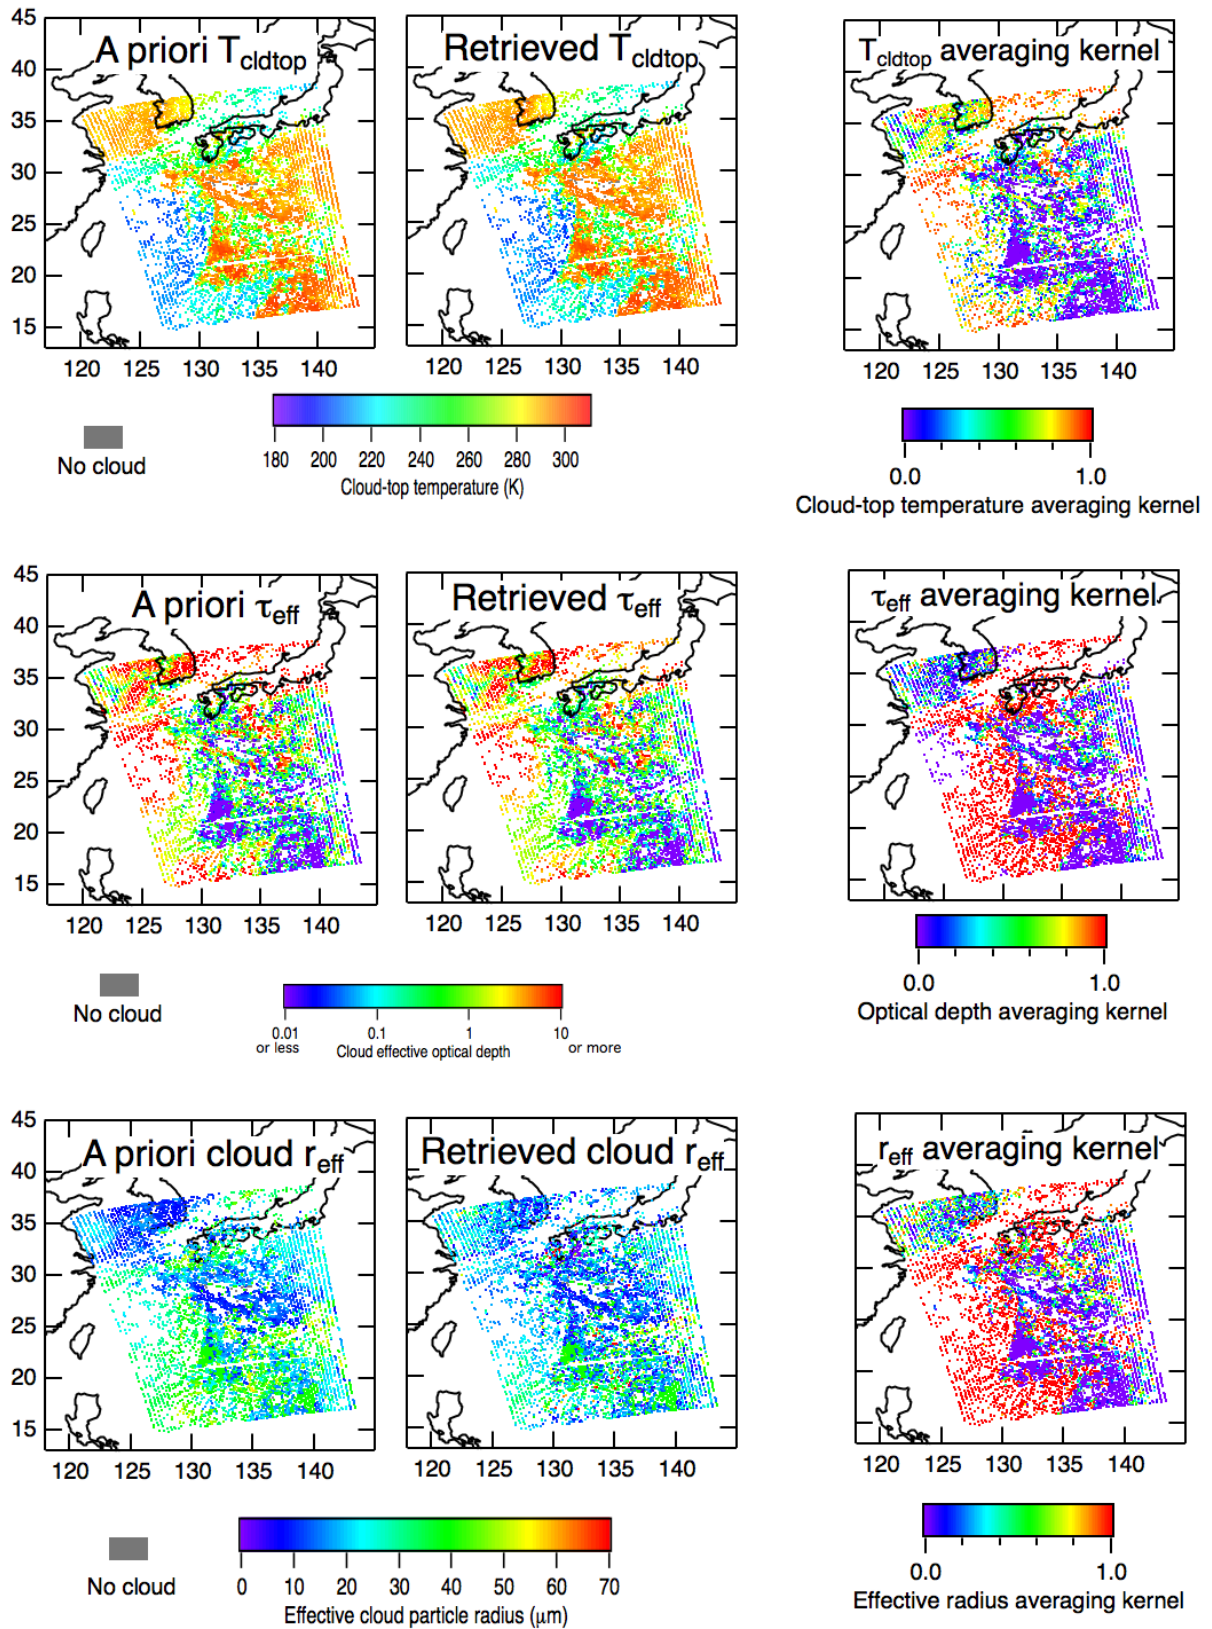 A priori Tcldtop
Retrieved Tcldtop
Tcldtop averaging kernel
45
40
35
30
25
20
15
120 125 130 135 140
120 125 130 135 140
120 125 130 135 140
No cloud
180 200 220 240 260 280 300
Cloud-top temperature (K)
0.0 1.0
Cloud-top temperature averaging kernel
A priori τeff
Retrieved τeff
τeff averaging kernel
45
40
35
30
25
20
15
120 125 130 135 140
120 125 130 135 140
No cloud
0.01 0.1 1 10
or less or more
Cloud effective optical depth
0.0 1.0
Optical depth averaging kernel
A priori cloud reff
Retrieved cloud reff
reff averaging kernel
45
40
35
30
25
20
15
120 125 130 135 140
120 125 130 135 140
120 125 130 135 140
No cloud
0 10 20 30 40 50 60 70
Effective cloud particle radius (μm)
0.0 1.0
Effective radius averaging kernel